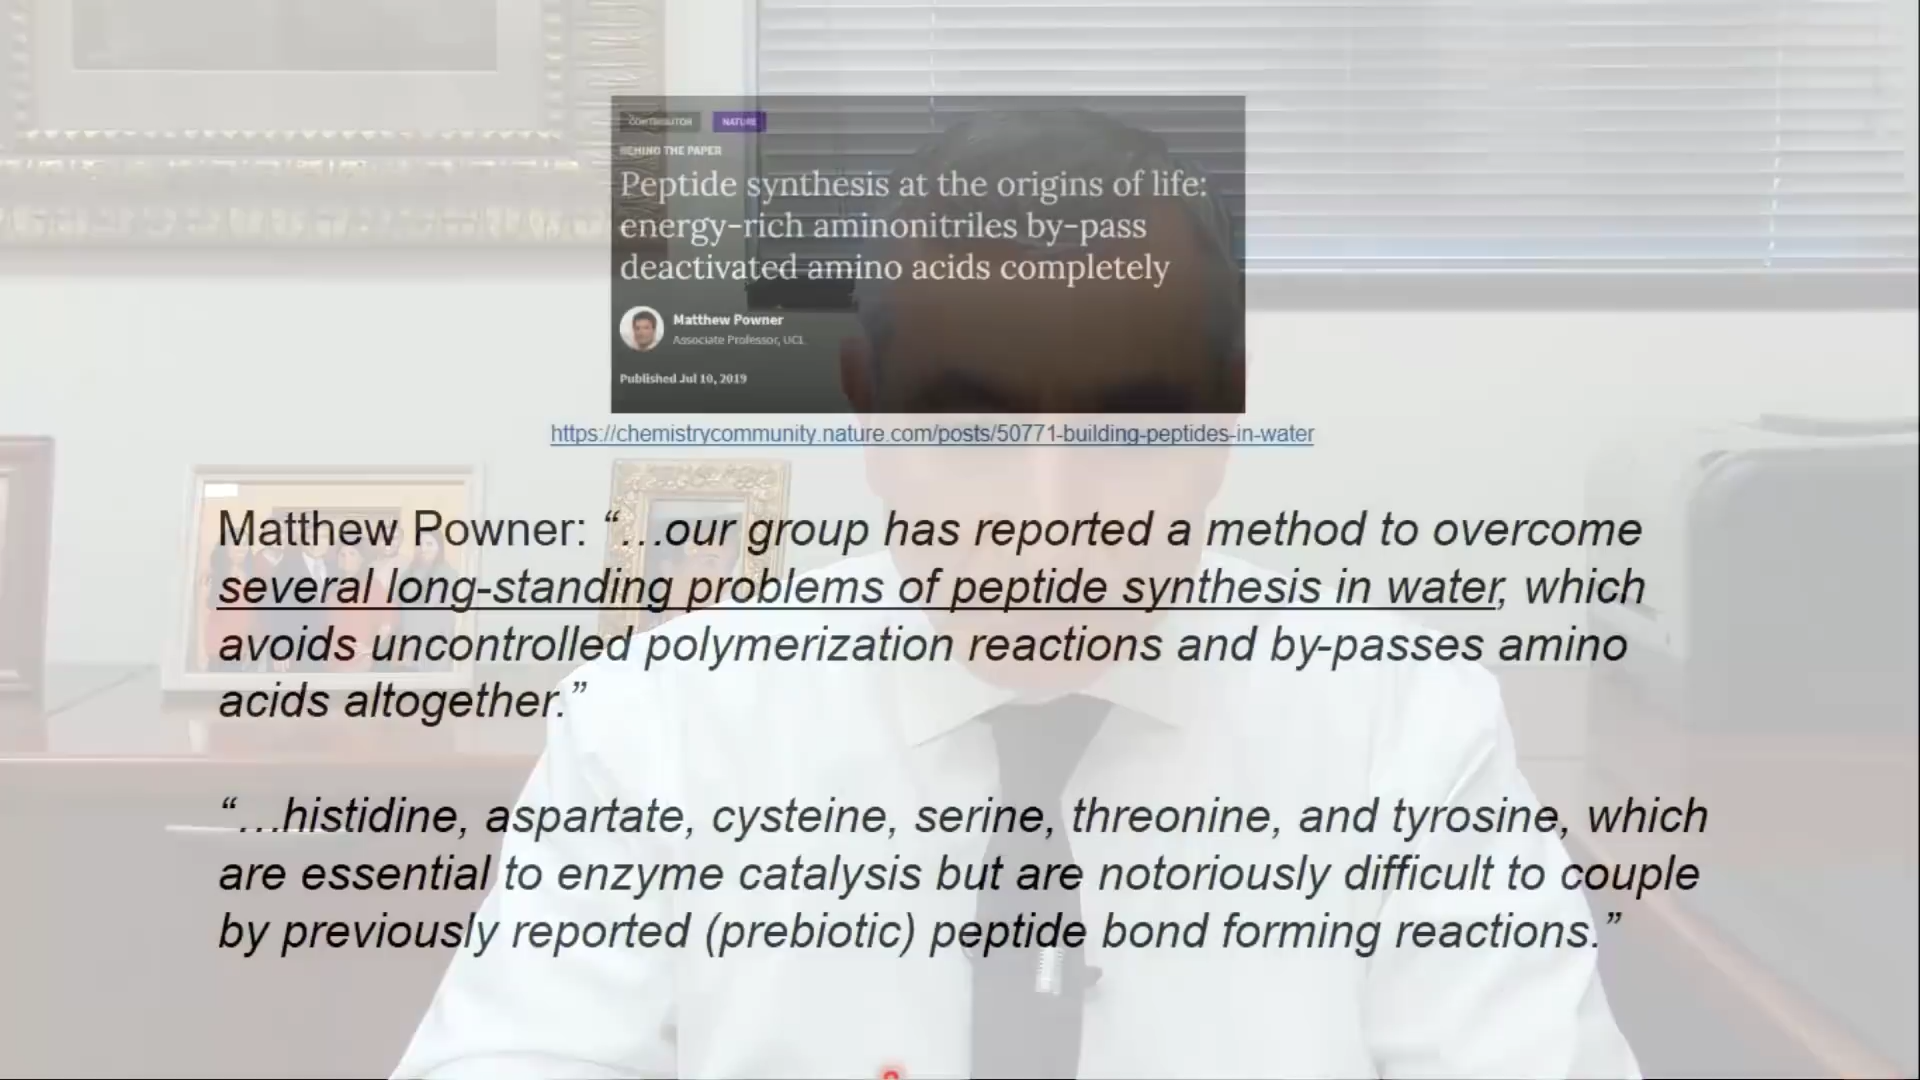 CONTRIBUTOR NATURE
BEHIND THE PAPER
Peptide synthesis at the origins of life:
energy-rich aminonitriles by-pass
deactivated amino acids completely
Matthew Powner
Associate Professor, UCL
Published Jul 10, 2019
https://chemistrycommunity.nature.com/posts/50771-building-peptides-in-water
Matthew Powner: “…our group has reported a method to overcome
several long-standing problems of peptide synthesis in water, which
avoids uncontrolled polymerization reactions and by-passes amino
acids altogether.”
“…histidine, aspartate, cysteine, serine, threonine, and tyrosine, which
are essential to enzyme catalysis but are notoriously difficult to couple
by previously reported (prebiotic) peptide bond forming reactions.”